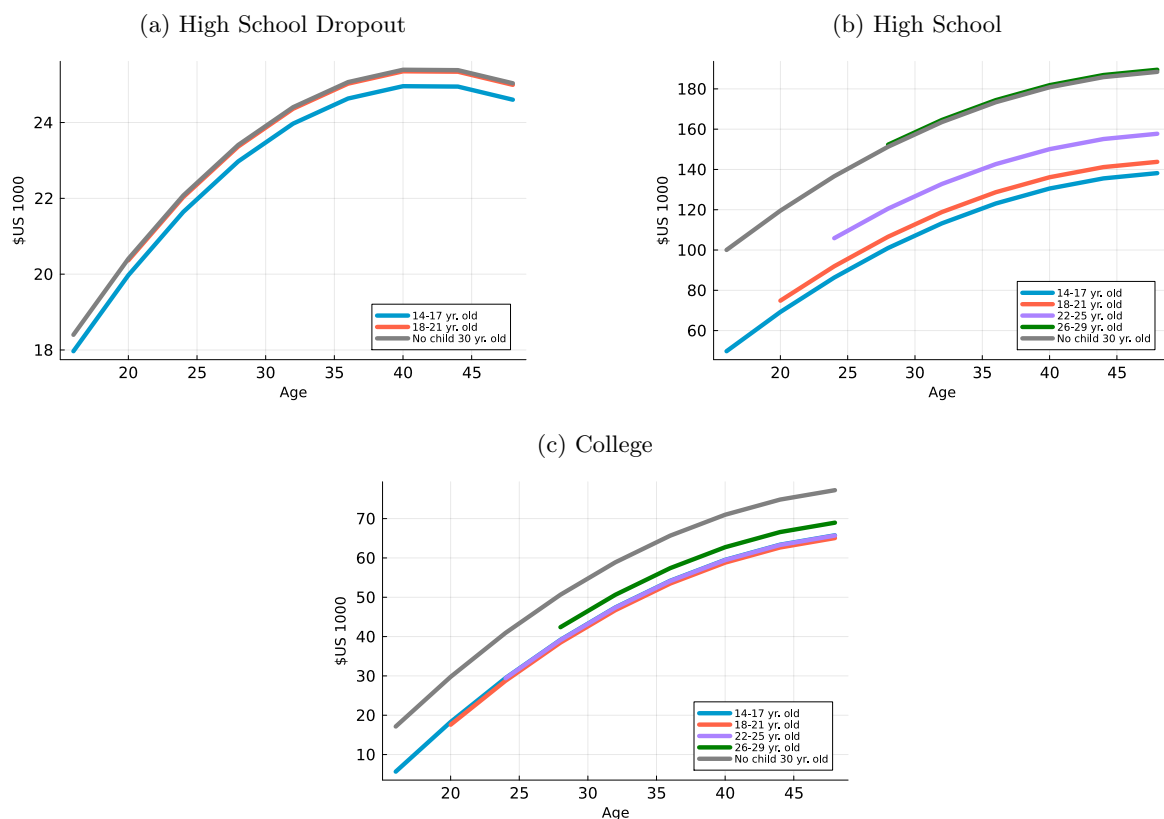 (a) High School Dropout
$US 1000
24
22
20
18
20
25
30
35
40
45
Age
14-17 yr. old
18-21 yr. old
No child 30 yr. old
(b) High School
$US 1000
180
160
140
120
100
80
60
20
25
30
35
40
45
Age
14-17 yr. old
18-21 yr. old
22-25 yr. old
26-29 yr. old
No child 30 yr. old
(c) College
$US 1000
70
60
50
40
30
20
10
20
25
30
35
40
45
Age
14-17 yr. old
18-21 yr. old
22-25 yr. old
26-29 yr. old
No child 30 yr. old